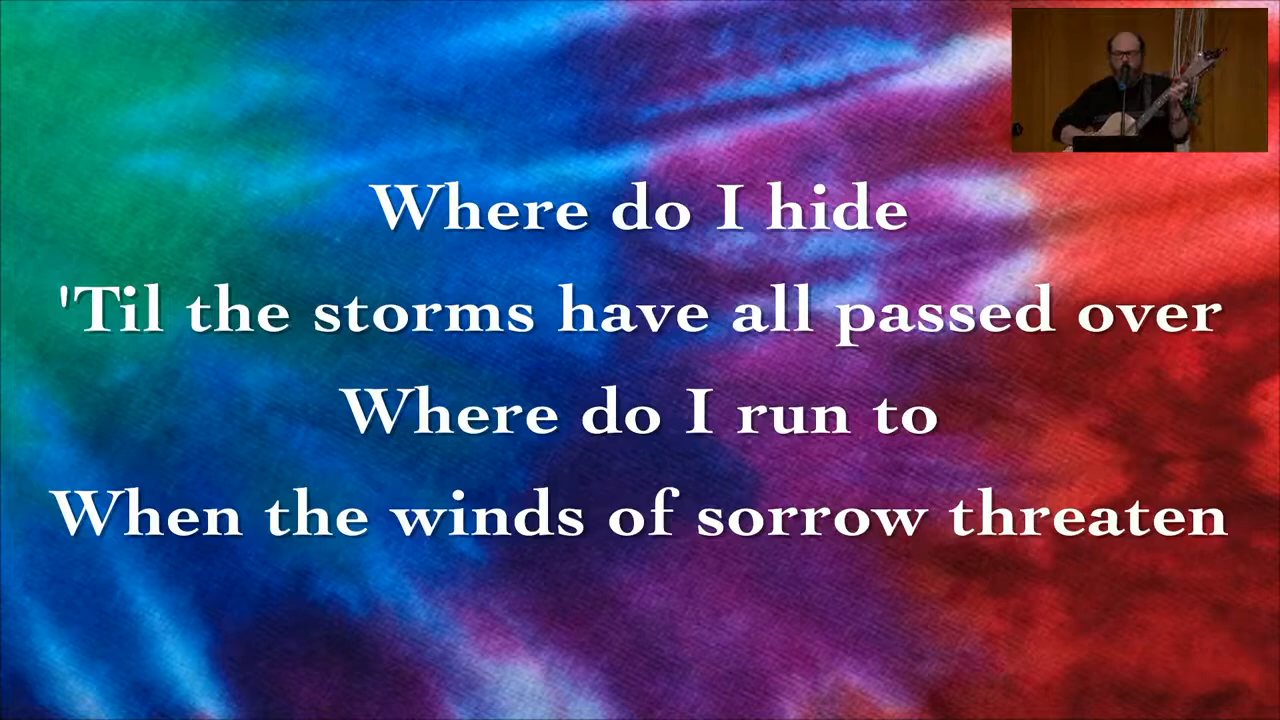 Where do I hide
'Til the storms have all passed over
Where do I run to
When the winds of sorrow threaten